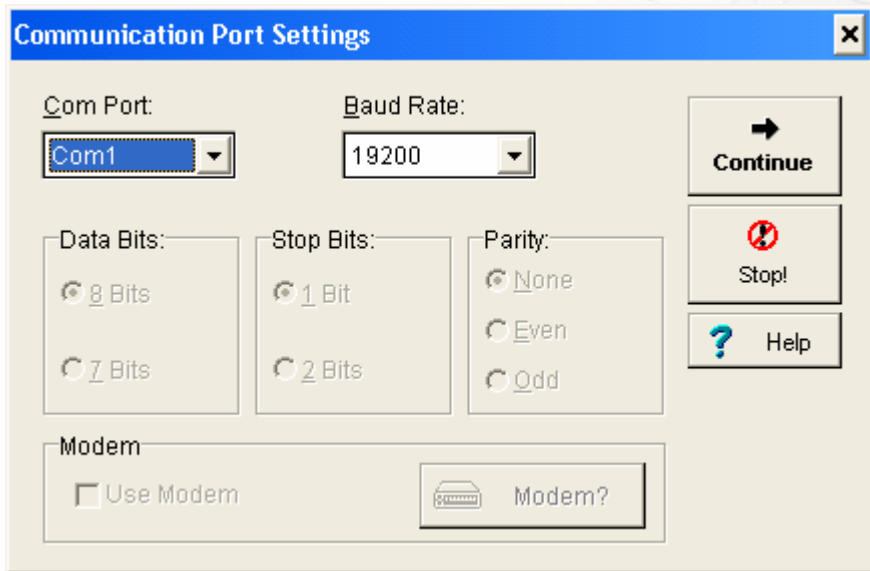 Communication Port Settings
Com Port:
Baud Rate:
Com1
19200
Continue
Data Bits:
Stop Bits:
Parity:
Stop!
8 Bits
1 Bit
None
Even
Help
7 Bits
2 Bits
Odd
Modem
Use Modem
Modem?